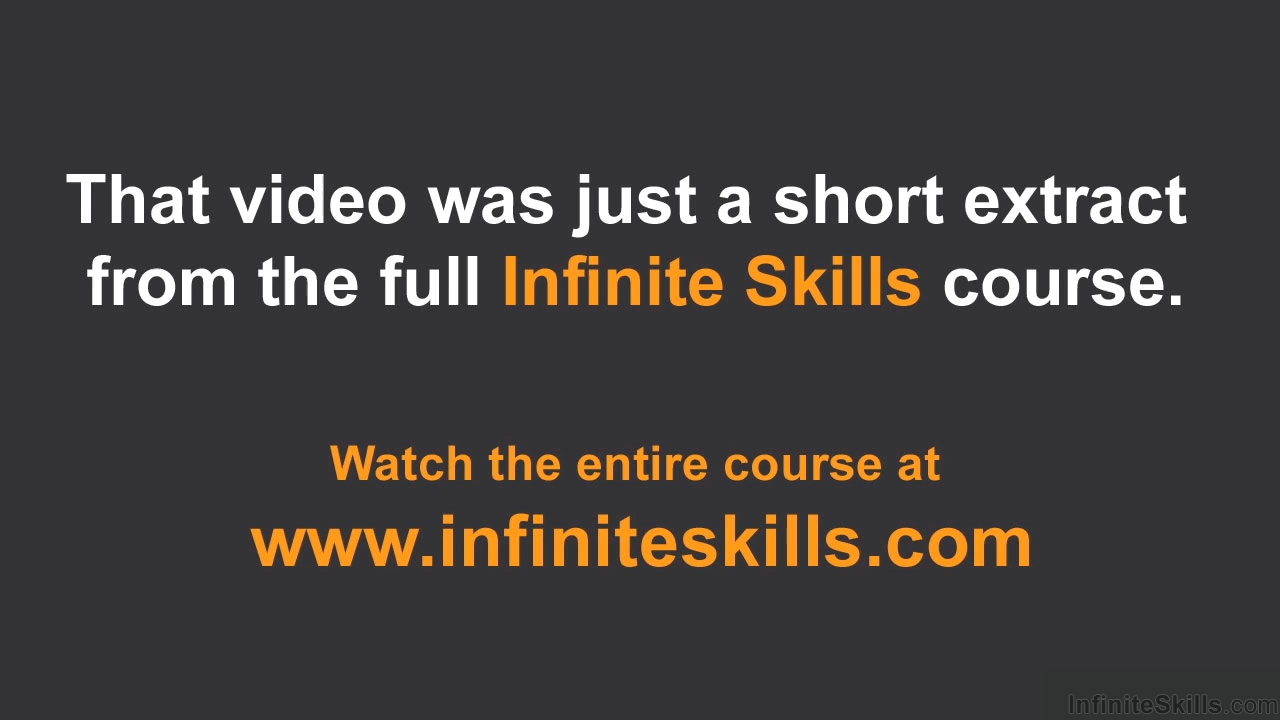 That video was just a short extract
from the full Infinite Skills course.
Watch the entire course at
www.infiniteskills.com
InfiniteSkills.com